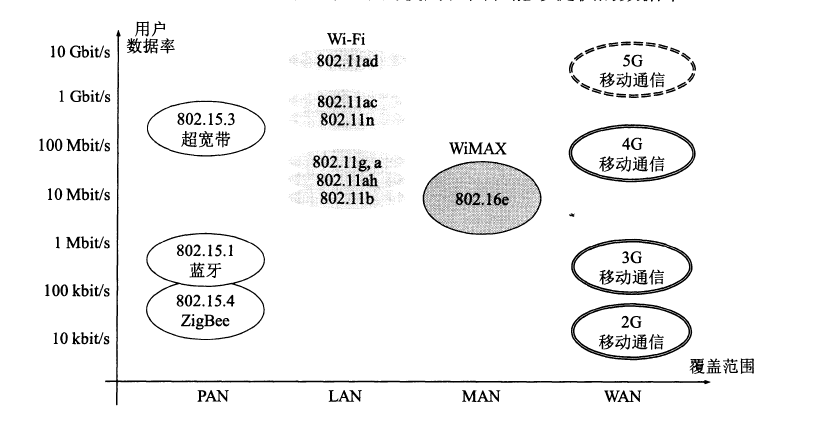 用户
数据率
10 Gbit/s
1 Gbit/s
100 Mbit/s
10 Mbit/s
1 Mbit/s
100 kbit/s
10 kbit/s
802.15.3
超宽带
802.15.1
蓝牙
802.15.4
ZigBee
Wi-Fi
802.11ad
802.11ac
802.11n
802.11g, a
802.11ah
802.11b
WiMAX
802.16e
5G
移动通信
4G
移动通信
3G
移动通信
2G
移动通信
覆盖范围
PAN
LAN
MAN
WAN